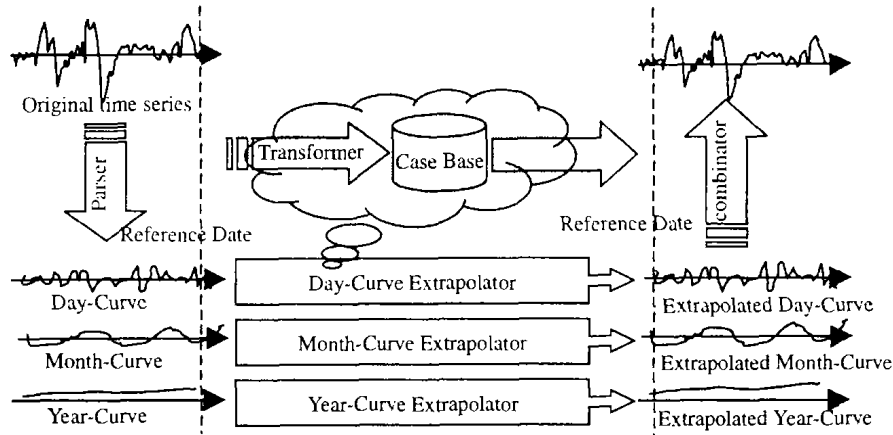 Original time series
Parser
Transformer
Case Base
combinator
Reference Date
Reference Date
Day-Curve
Day-Curve Extrapolator
Extrapolated Day-Curve
Month-Curve
Month-Curve Extrapolator
Extrapolated Month-Curve
Year-Curve
Year-Curve Extrapolator
Extrapolated Year-Curve